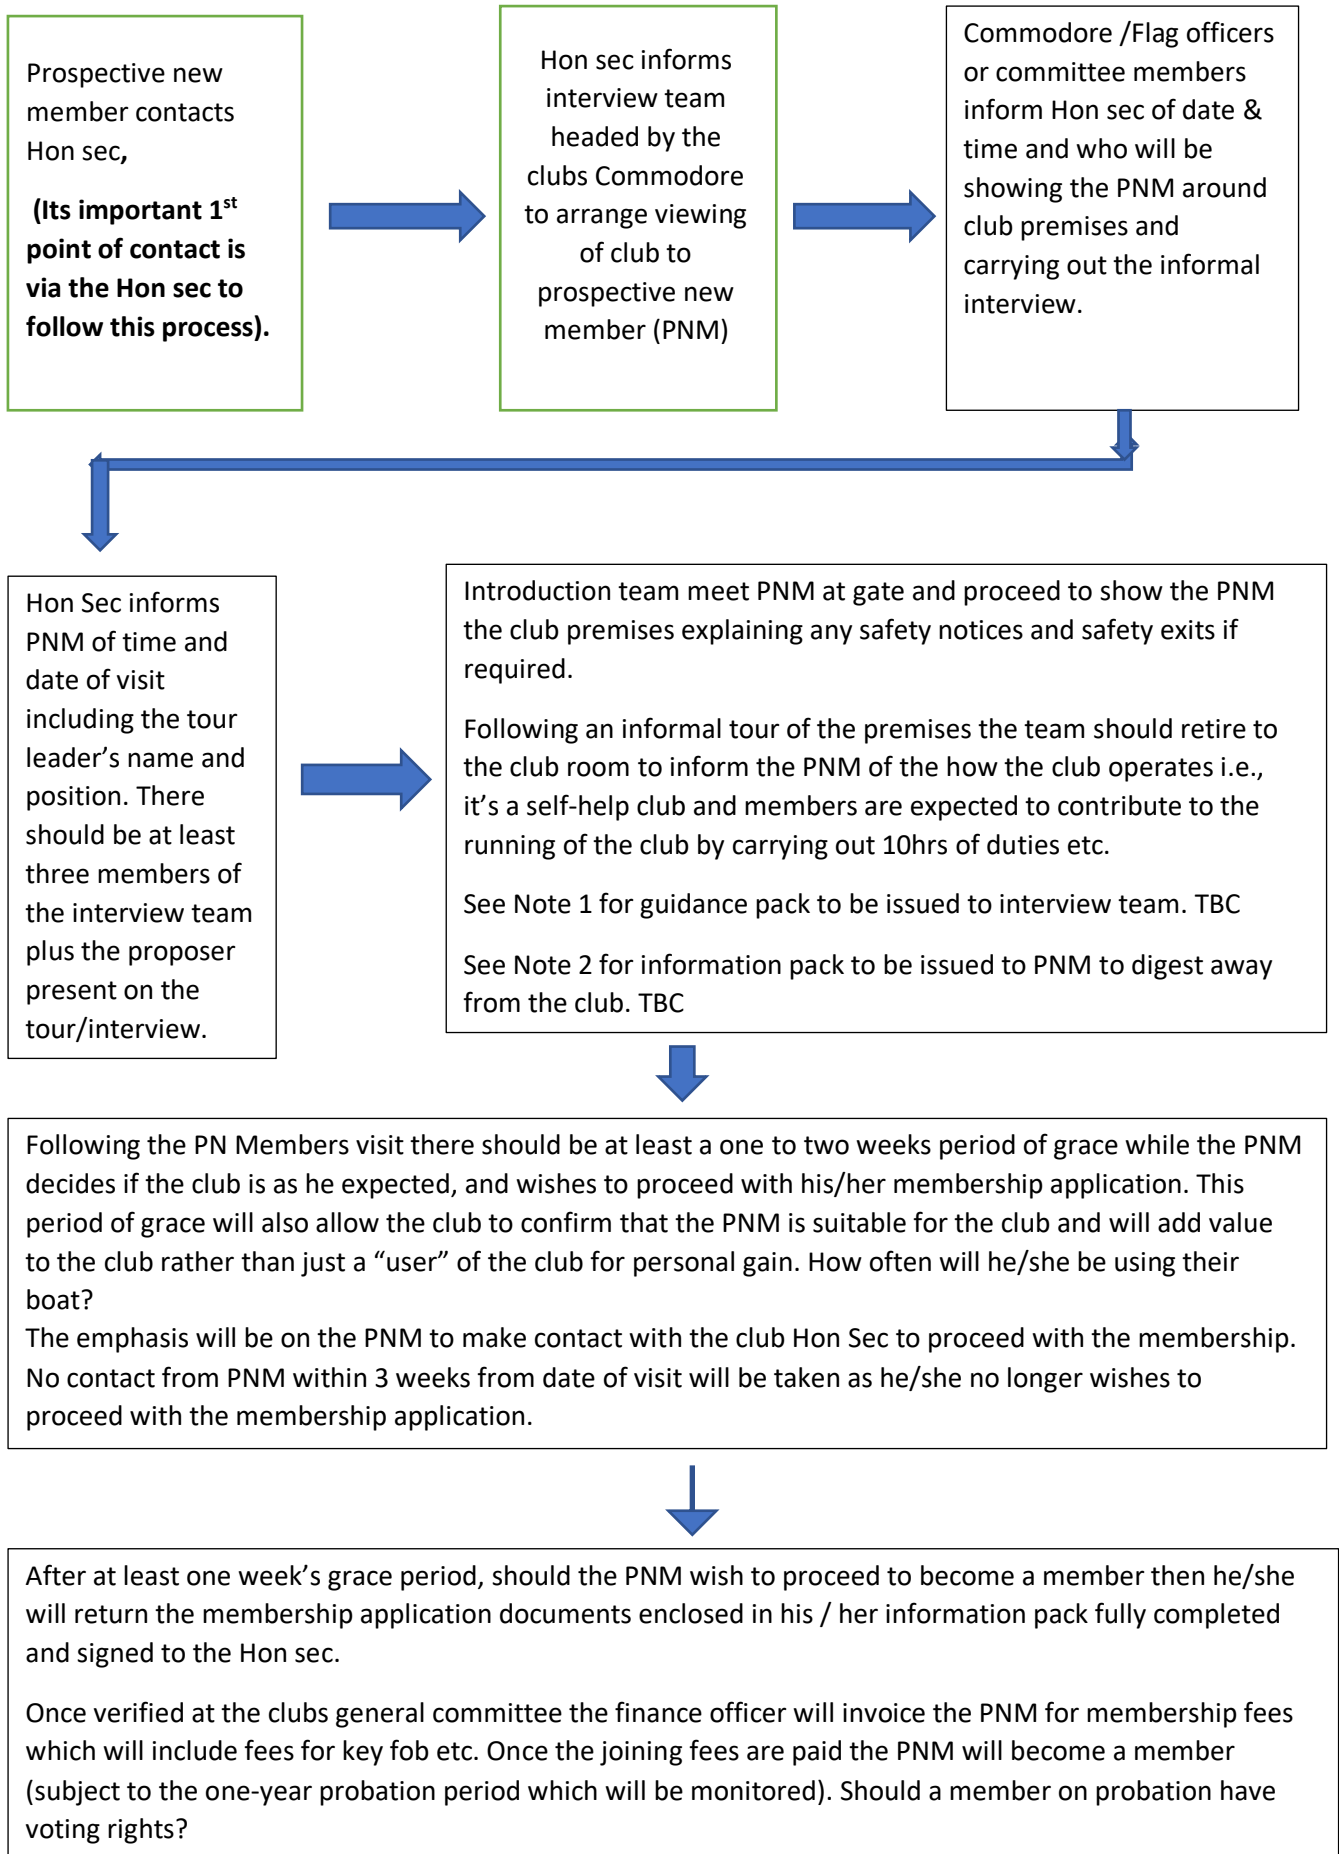 Prospective new
member contacts
Hon sec,
(Its important 1st
point of contact is
via the Hon sec to
follow this process).
Hon sec informs
interview team
headed by the
clubs Commodore
to arrange viewing
of club to
prospective new
member (PNM)
Commodore /Flag officers
or committee members
inform Hon sec of date &
time and who will be
showing the PNM around
club premises and
carrying out the informal
interview.
Hon Sec informs
PNM of time and
date of visit
including the tour
leader’s name and
position. There
should be at least
three members of
the interview team
plus the proposer
present on the
tour/interview.
Introduction team meet PNM at gate and proceed to show the PNM
the club premises explaining any safety notices and safety exits if
required.
Following an informal tour of the premises the team should retire to
the club room to inform the PNM of the how the club operates i.e.,
it’s a self-help club and members are expected to contribute to the
running of the club by carrying out 10hrs of duties etc.
See Note 1 for guidance pack to be issued to interview team. TBC
See Note 2 for information pack to be issued to PNM to digest away
from the club. TBC
Following the PN Members visit there should be at least a one to two weeks period of grace while the PNM
decides if the club is as he expected, and wishes to proceed with his/her membership application. This
period of grace will also allow the club to confirm that the PNM is suitable for the club and will add value
to the club rather than just a “user” of the club for personal gain. How often will he/she be using their
boat?
The emphasis will be on the PNM to make contact with the club Hon Sec to proceed with the membership.
No contact from PNM within 3 weeks from date of visit will be taken as he/she no longer wishes to
proceed with the membership application.
After at least one week’s grace period, should the PNM wish to proceed to become a member then he/she
will return the membership application documents enclosed in his / her information pack fully completed
and signed to the Hon sec.
Once verified at the clubs general committee the finance officer will invoice the PNM for membership fees
which will include fees for key fob etc. Once the joining fees are paid the PNM will become a member
(subject to the one-year probation period which will be monitored). Should a member on probation have
voting rights?